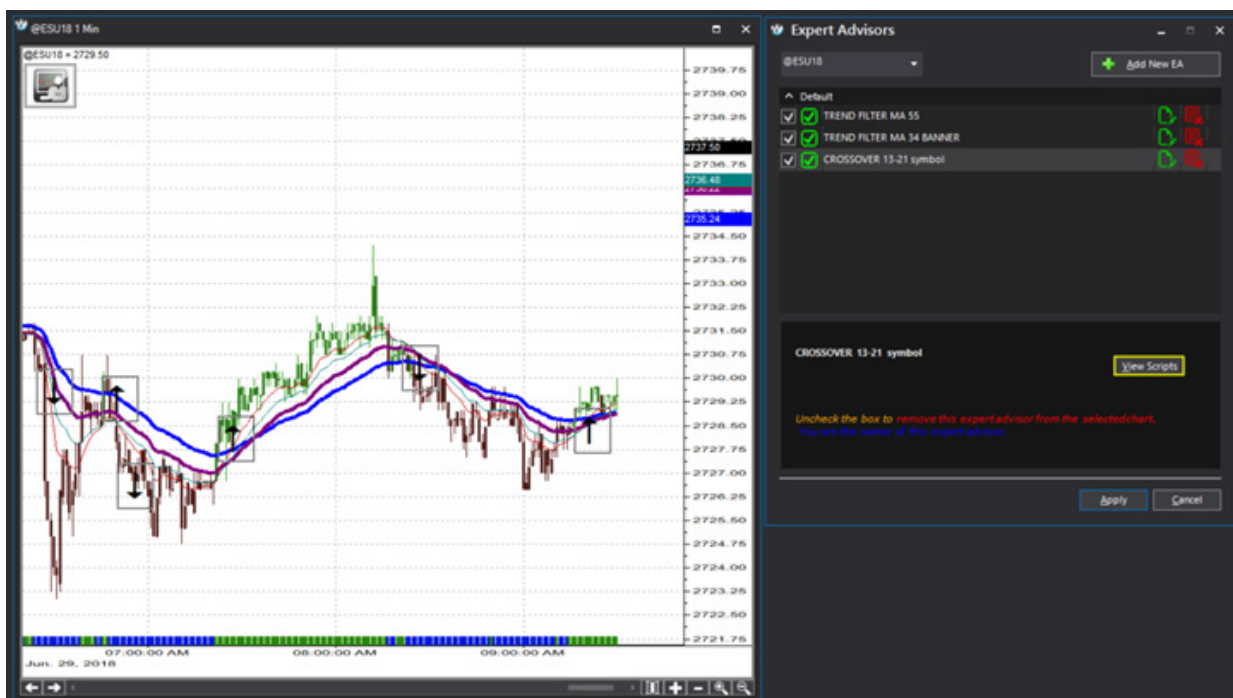 @ESU18 1 Min
@ESU18 = 2729.50
2739.75
2739.00
2738.25
2737.50
2736.75
2736.48
2735.24
2734.50
2733.75
2733.00
2732.25
2731.50
2730.75
2730.00
2729.25
2728.50
2727.75
2727.00
2726.25
2725.50
2724.75
2724.00
2723.25
2722.50
2721.75
07:00:00 AM
08:00:00 AM
09:00:00 AM
Jun. 29, 2018
Expert Advisors
@ESU18
Add New EA
Default
TREND FILTER MA 55
TREND FILTER MA 34 BANNER
CROSSOVER 13-21 symbol
CROSSOVER 13-21 symbol
View Scripts
Uncheck the box to remove this expert advisor from the selected chart.
You are the owner of this expert advisor.
Apply
Cancel